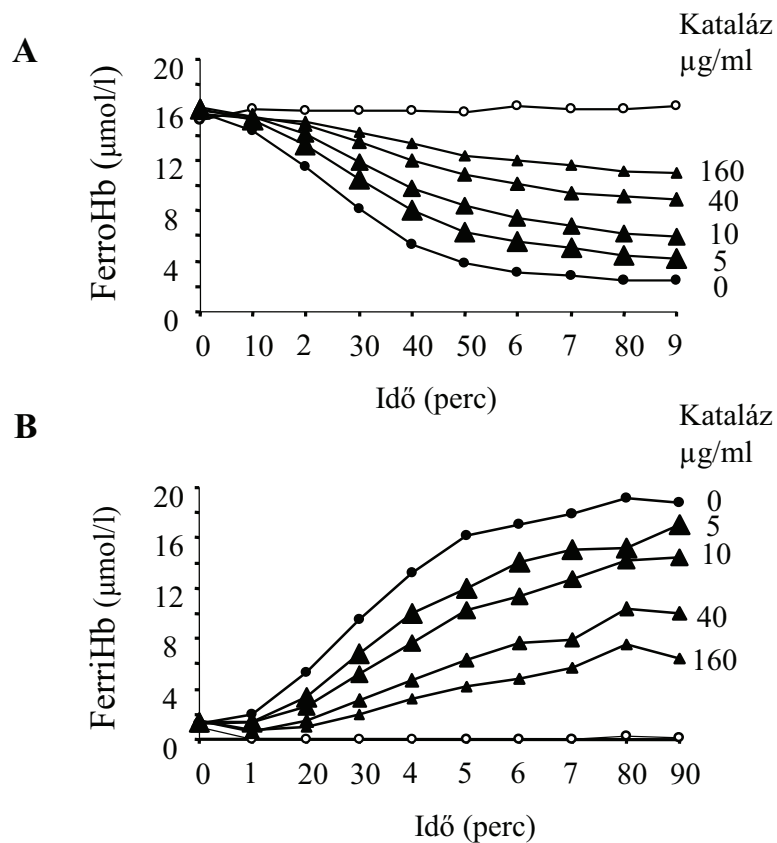 A
Kataláz
µg/ml
FerroHb (µmol/l)
20
16
12
8
4
0
160
40
10
5
0
0 10 2 30 40 50 6 7 80 9
Idő (perc)
B
Kataláz
µg/ml
FerriHb (µmol/l)
20
16
12
8
4
0
0
5
10
40
160
0 1 20 30 4 5 6 7 80 90
Idő (perc)